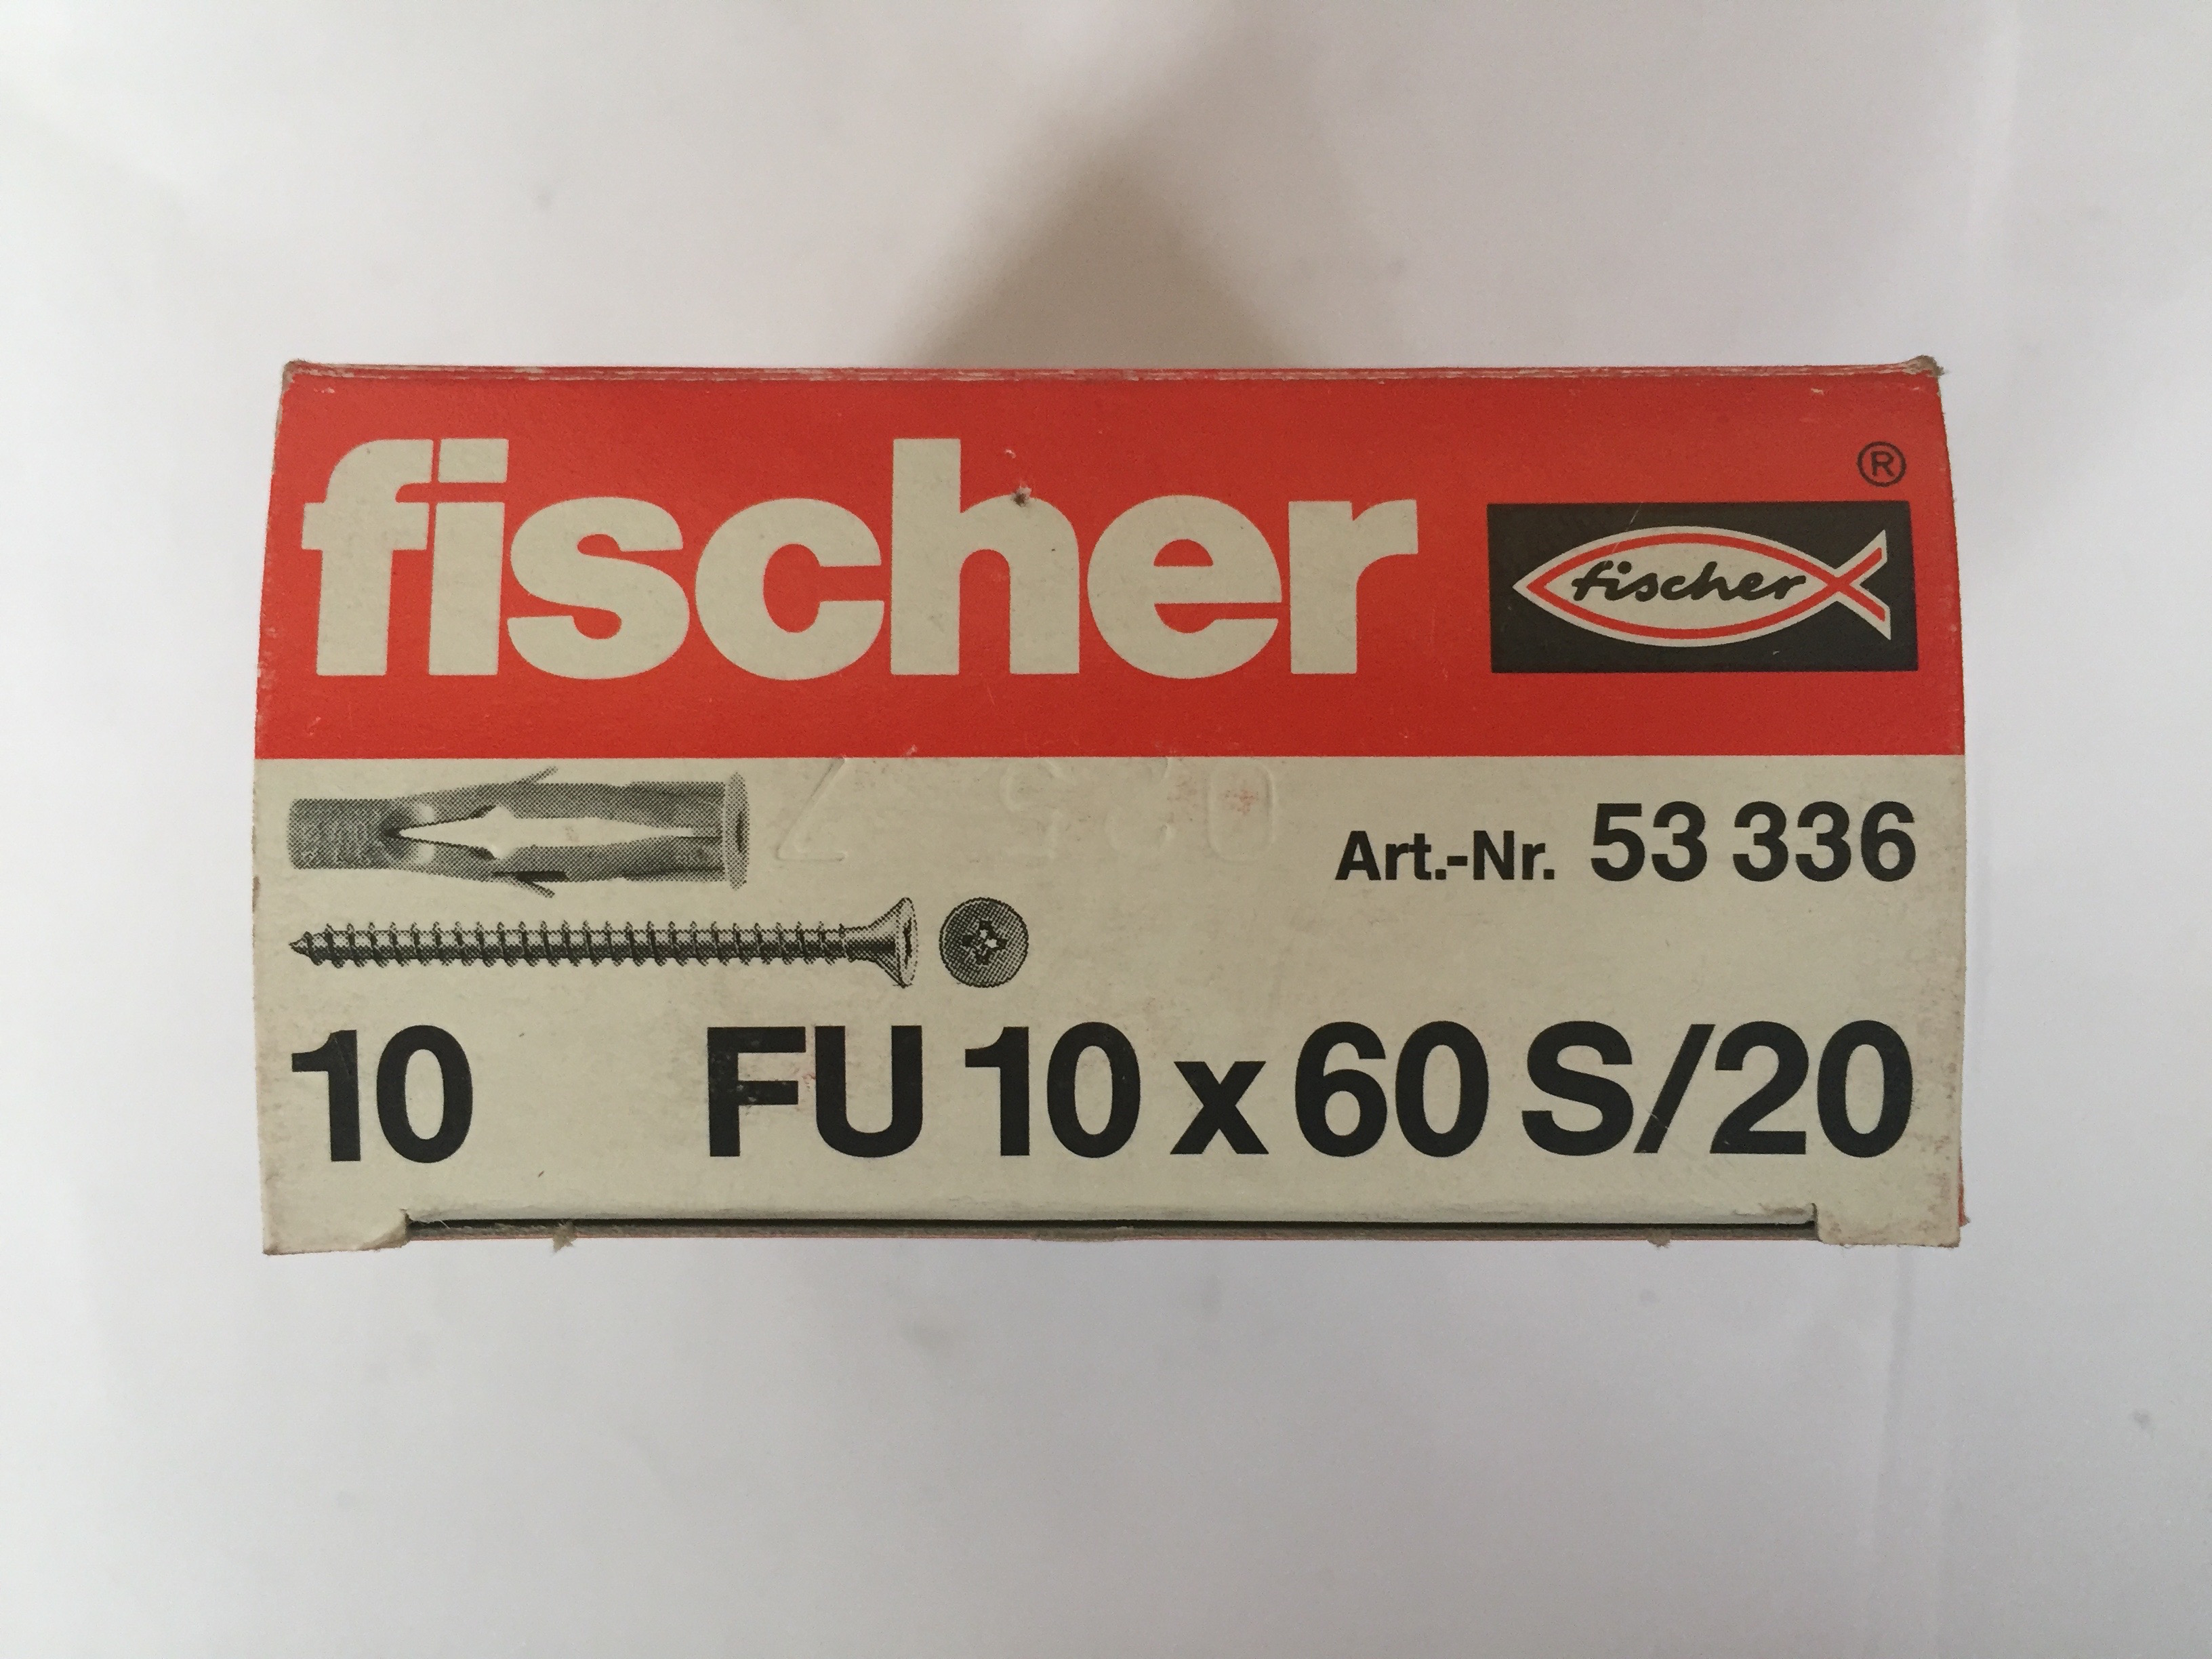 fischer ®
fischer
Art.-Nr. 53 336
10 FU 10 x 60 S/20